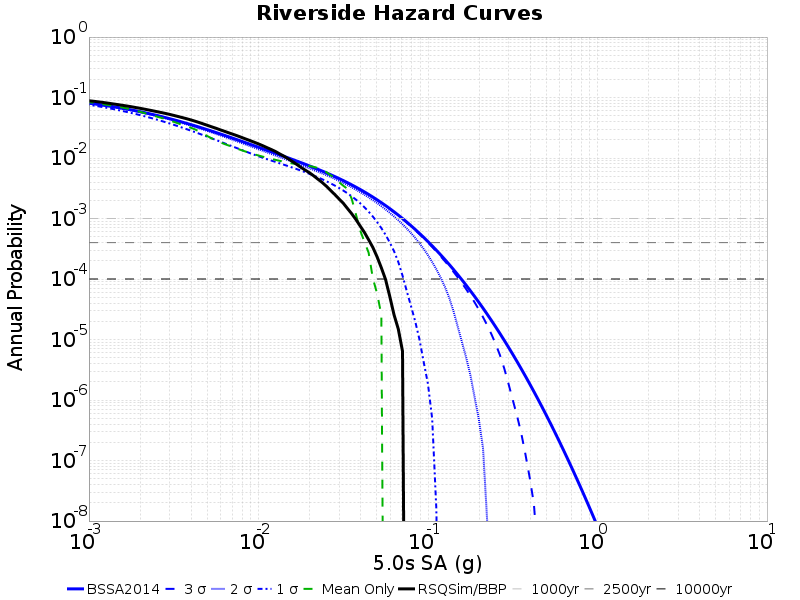 Riverside Hazard Curves
Annual Probability
10^0
10^-1
10^-2
10^-3
10^-4
10^-5
10^-6
10^-7
10^-8
10^-3 10^-2 10^-1 10^0 10^1
5.0s SA (g)
BSSA2014 3 σ 2 σ 1 σ Mean Only RSQSim/BBP 1000yr 2500yr 10000yr